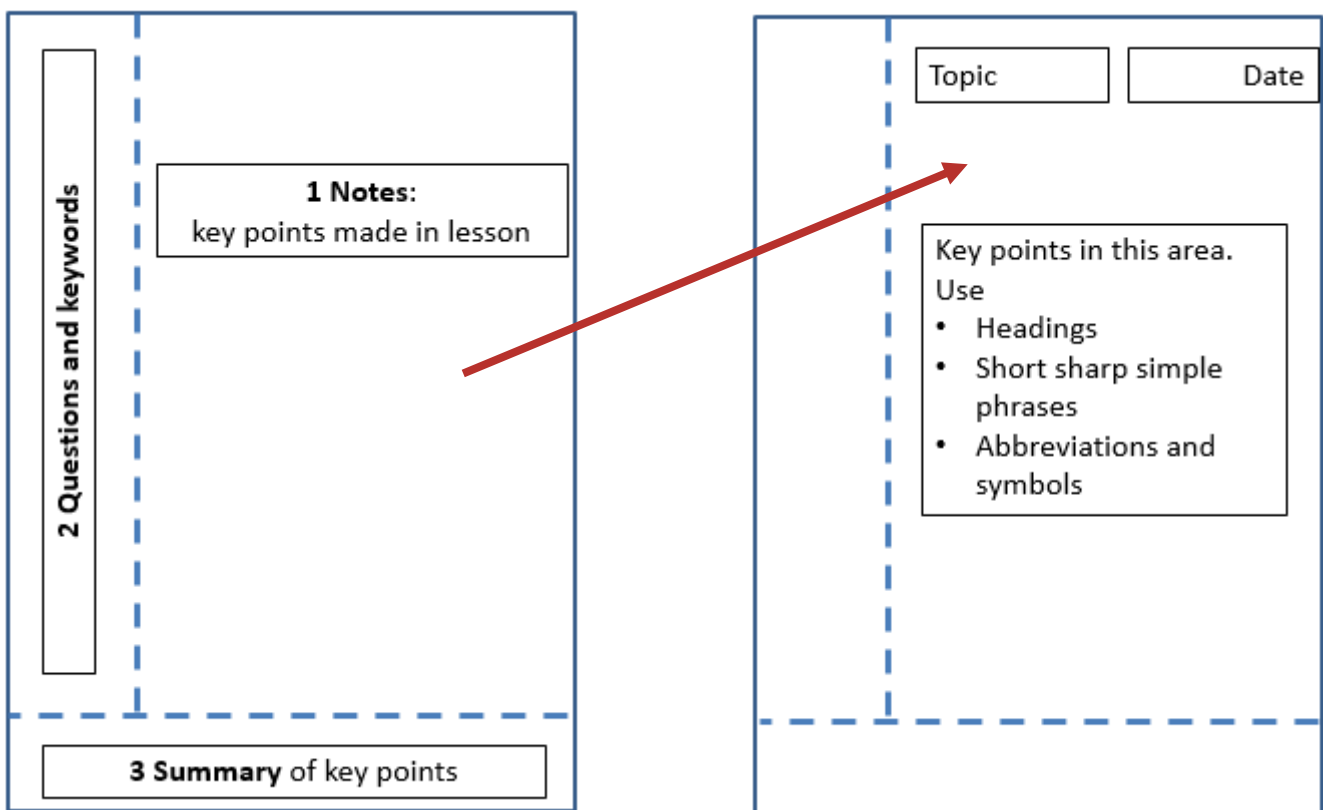 2 Questions and keywords
1 Notes:
key points made in lesson
3 Summary of key points
Topic
Date
Key points in this area.
Use
• Headings
• Short sharp simple
phrases
• Abbreviations and
symbols